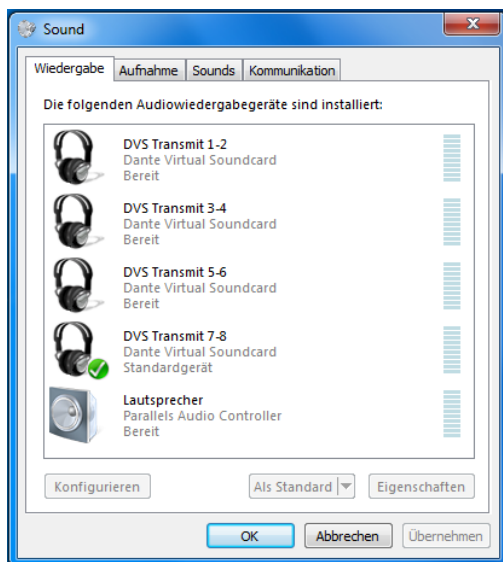 Sound
Wiedergabe Aufnahme Sounds Kommunikation
Die folgenden Audiowiedergabegeräte sind installiert:
DVS Transmit 1-2
Dante Virtual Soundcard
Bereit
DVS Transmit 3-4
Dante Virtual Soundcard
Bereit
DVS Transmit 5-6
Dante Virtual Soundcard
Bereit
DVS Transmit 7-8
Dante Virtual Soundcard
Standardgerät
Lautsprecher
Parallels Audio Controller
Bereit
Konfigurieren Als Standard Eigenschaften
OK Abbrechen Übernehmen